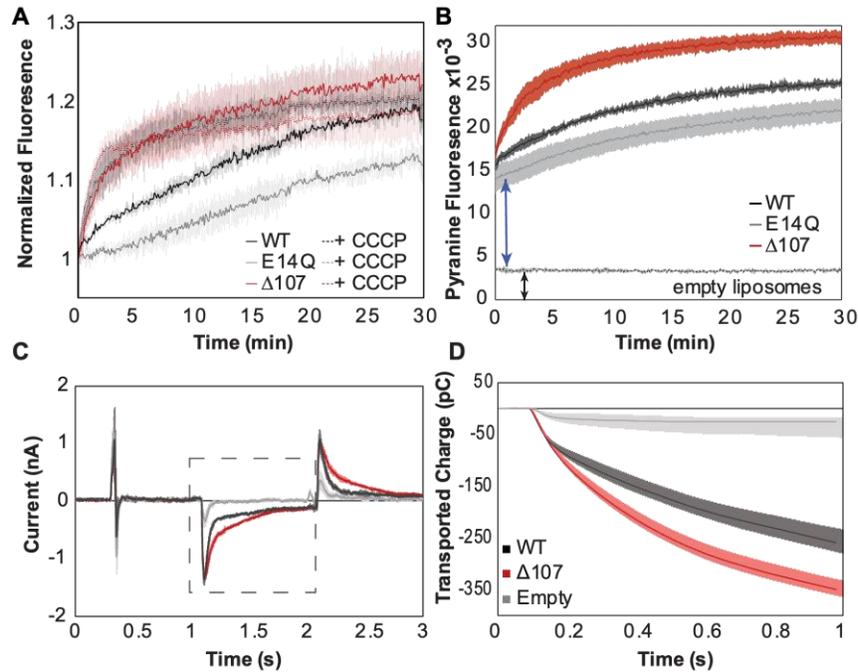 A
1.3
1.2
1.1
1
Normalized Fluoresence
WT + CCCP
E14Q + CCCP
Δ107 + CCCP
0 5 10 15 20 25 30
Time (min)
B
30
25
20
15
10
5
0
Pyranine Fluoresence x10-3
WT
E14Q
Δ107
empty liposomes
0 5 10 15 20 25 30
Time (min)
C
2
1
0
-1
-2
Current (nA)
0 0.5 1 1.5 2 2.5 3
Time (s)
D
50
-50
-150
-250
-350
Transported Charge (pC)
WT
Δ107
Empty
0 0.2 0.4 0.6 0.8 1
Time (s)